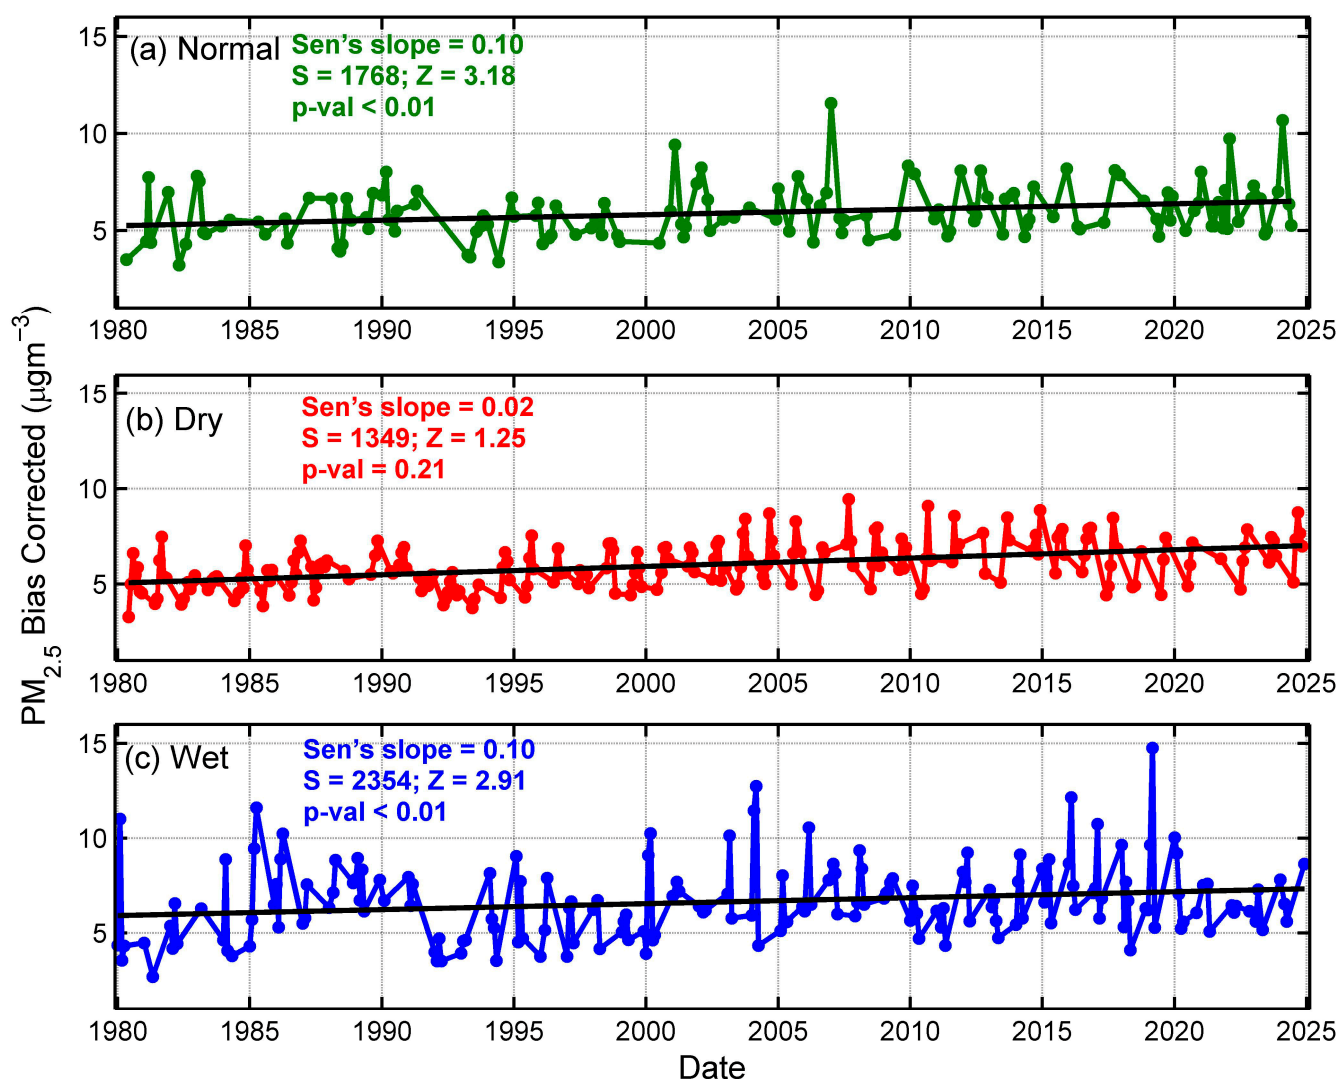 PM2.5 Bias Corrected (µgm−3)
(a) Normal
Sen's slope = 0.10
S = 1768; Z = 3.18
p-val < 0.01
15
10
5
1980 1985 1990 1995 2000 2005 2010 2015 2020 2025
(b) Dry
Sen's slope = 0.02
S = 1349; Z = 1.25
p-val = 0.21
15
10
5
1980 1985 1990 1995 2000 2005 2010 2015 2020 2025
(c) Wet
Sen's slope = 0.10
S = 2354; Z = 2.91
p-val < 0.01
15
10
5
1980 1985 1990 1995 2000 2005 2010 2015 2020 2025
Date